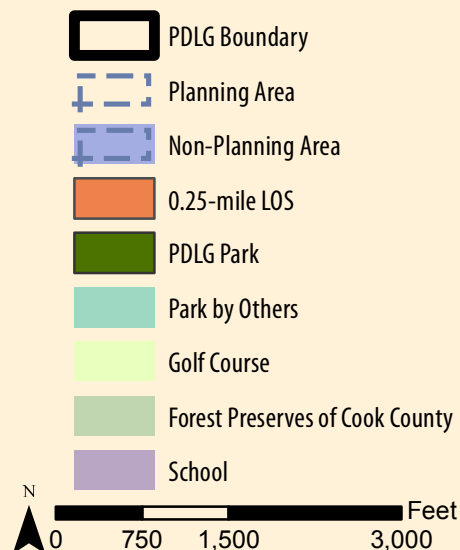 PDLG Boundary
Planning Area
Non-Planning Area
0.25-mile LOS
PDLG Park
Park by Others
Golf Course
Forest Preserves of Cook County
School
N
Feet
0 750 1,500 3,000